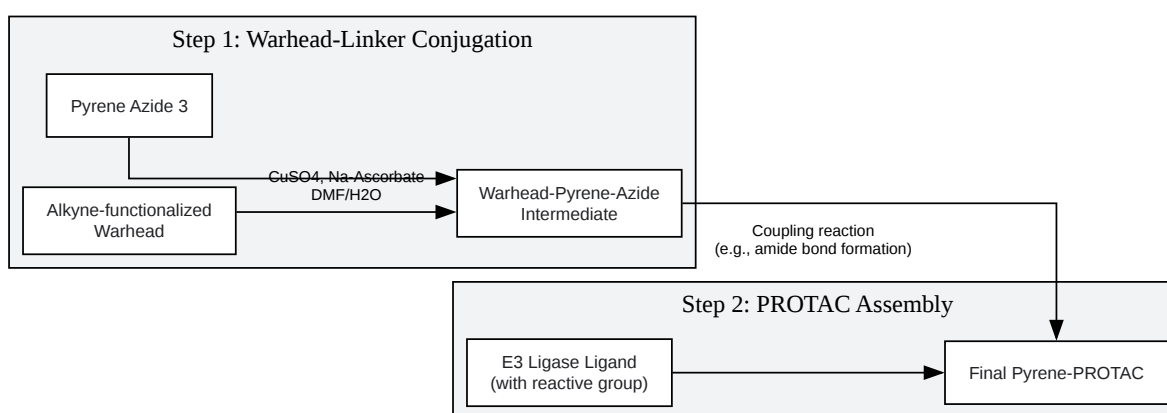 Step 1: Warhead-Linker Conjugation
Pyrene Azide 3
CuSO4, Na-Ascorbate
DMF/H2O
Alkyne-functionalized
Warhead
Warhead-Pyrene-Azide
Intermediate
Coupling reaction
(e.g., amide bond formation)
Step 2: PROTAC Assembly
E3 Ligase Ligand
(with reactive group)
Final Pyrene-PROTAC